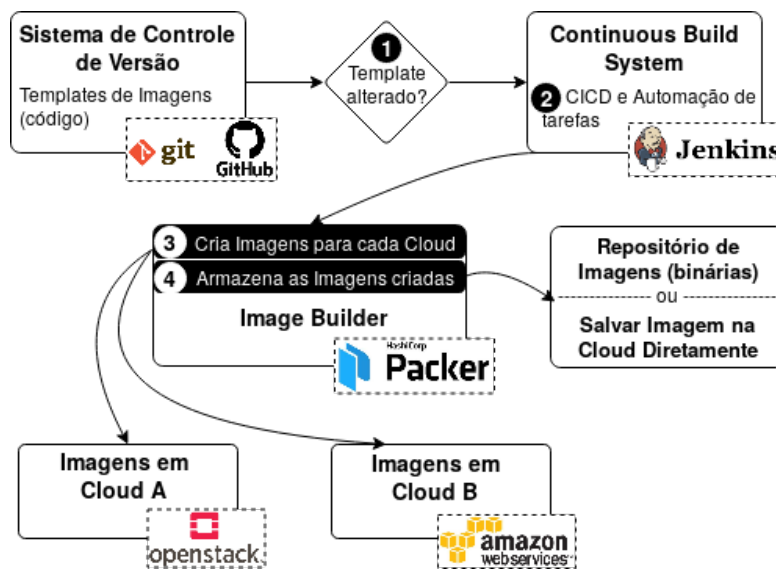 Sistema de Controle
de Versão
Templates de Imagens
(código)
git
GitHub
1
Template
alterado?
Continuous Build
System
2 CICD e Automação de
tarefas
Jenkins
3 Cria Imagens para cada Cloud
4 Armazena as Imagens criadas
Image Builder
HashiCorp
Packer
Repositório de
Imagens (binárias)
ou
Salvar Imagem na
Cloud Diretamente
Imagens em
Cloud A
openstack
Imagens em
Cloud B
amazon
webservices